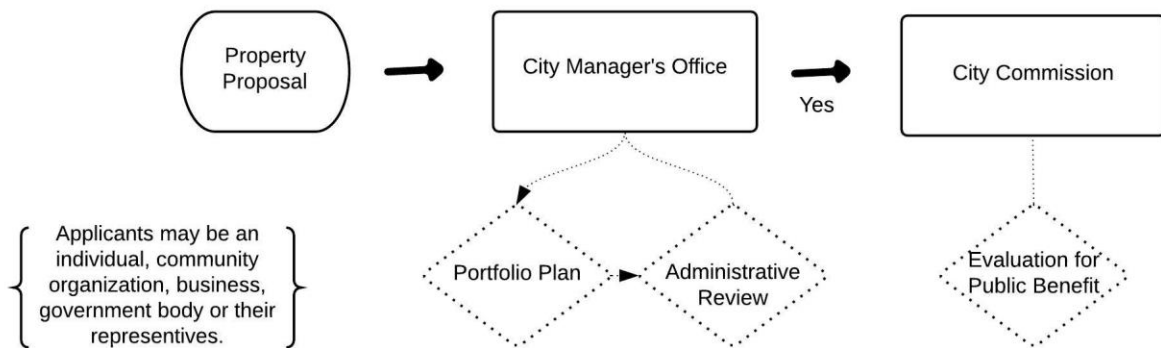 Property
Proposal
City Manager's Office
Yes
City Commission
Applicants may be an
individual, community
organization, business,
government body or their
representives.
Portfolio Plan
Administrative
Review
Evaluation for
Public Benefit